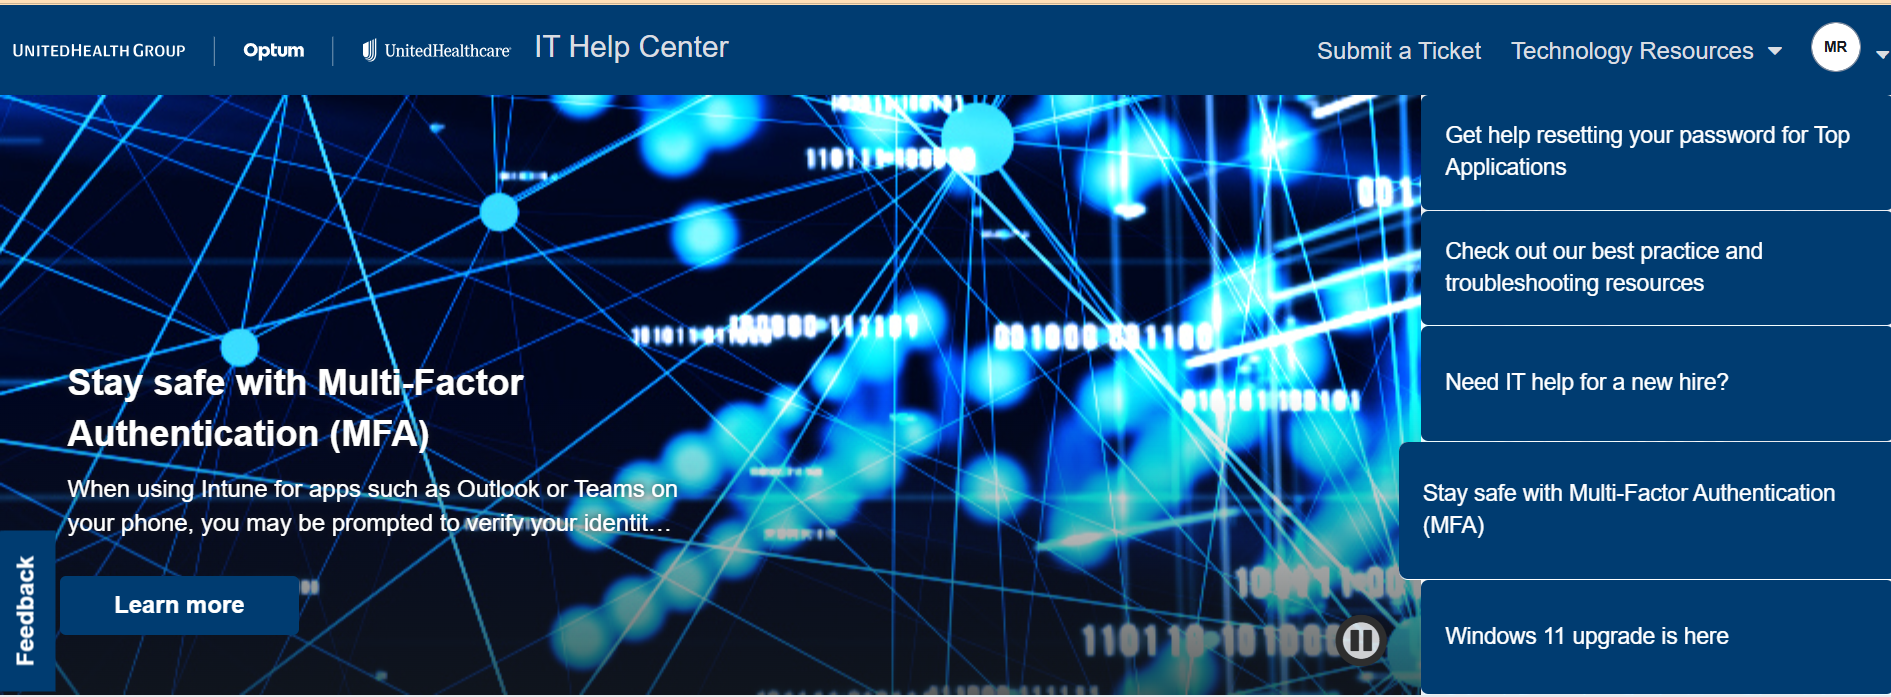 UNITEDHEALTH GROUP
Optum
UnitedHealthcare
IT Help Center
Submit a Ticket
Technology Resources
MR
Stay safe with Multi-Factor
Authentication (MFA)
When using Intune for apps such as Outlook or Teams on
your phone, you may be prompted to verify your identit...
Learn more
Feedback
Get help resetting your password for Top
Applications
Check out our best practice and
troubleshooting resources
Need IT help for a new hire?
Stay safe with Multi-Factor Authentication
(MFA)
Windows 11 upgrade is here